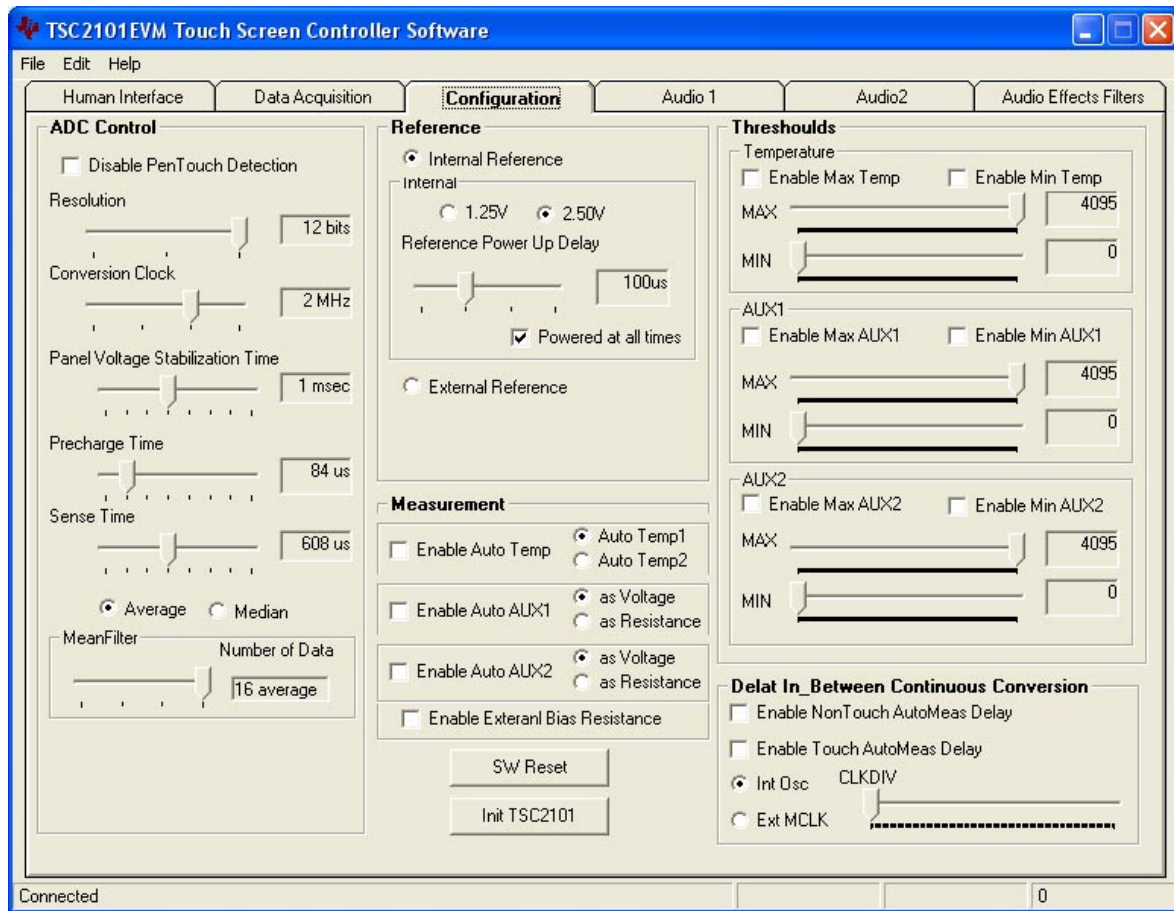 TSC2101EVM Touch Screen Controller Software
File Edit Help
Human Interface Data Acquisition Configuration Audio 1 Audio2 Audio Effects Filters
ADC Control
Disable PenTouch Detection
Resolution
12 bits
Conversion Clock
2 MHz
Panel Voltage Stabilization Time
1 msec
Precharge Time
84 us
Sense Time
608 us
Average Median
MeanFilter
Number of Data
16 average
Reference
Internal Reference
Internal
1.25V 2.50V
Reference Power Up Delay
100us
Powered at all times
External Reference
Measurement
Enable Auto Temp
Auto Temp1
Auto Temp2
Enable Auto AUX1
as Voltage
as Resistance
Enable Auto AUX2
as Voltage
as Resistance
Enable Exteranl Bias Resistance
SW Reset
Init TSC2101
Threshoulds
Temperature
Enable Max Temp Enable Min Temp
MAX 4095
MIN 0
AUX1
Enable Max AUX1 Enable Min AUX1
MAX 4095
MIN 0
AUX2
Enable Max AUX2 Enable Min AUX2
MAX 4095
MIN 0
Delat In_Between Continuous Conversion
Enable NonTouch AutoMeas Delay
Enable Touch AutoMeas Delay
Int Osc CLKDIV
Ext MCLK
Connected 0